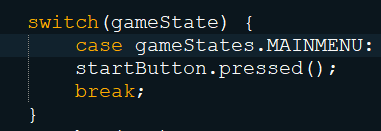 switch(gameState) {
case gameStates.MAINMENU:
startButton.pressed();
break;
}